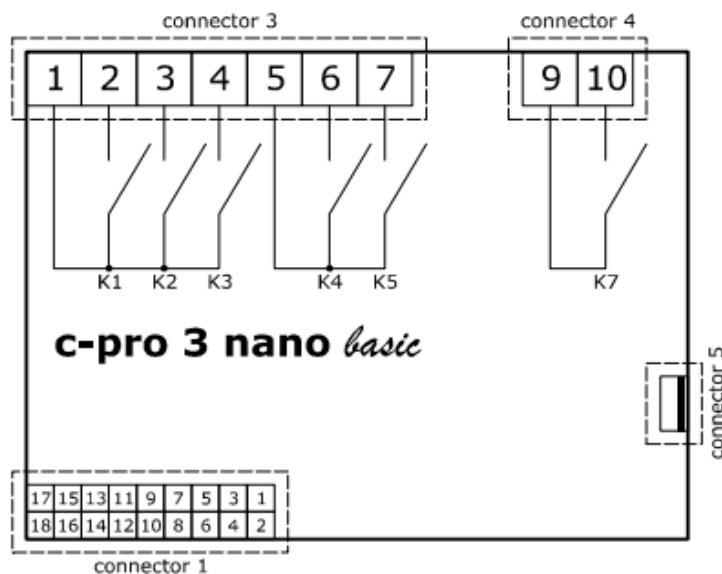 connector 3 connector 4
1 2 3 4 5 6 7 9 10
K1 K2 K3 K4 K5 K7
c-pro 3 nano basic
connector 5
17 15 13 11 9 7 5 3 1
18 16 14 12 10 8 6 4 2
connector 1